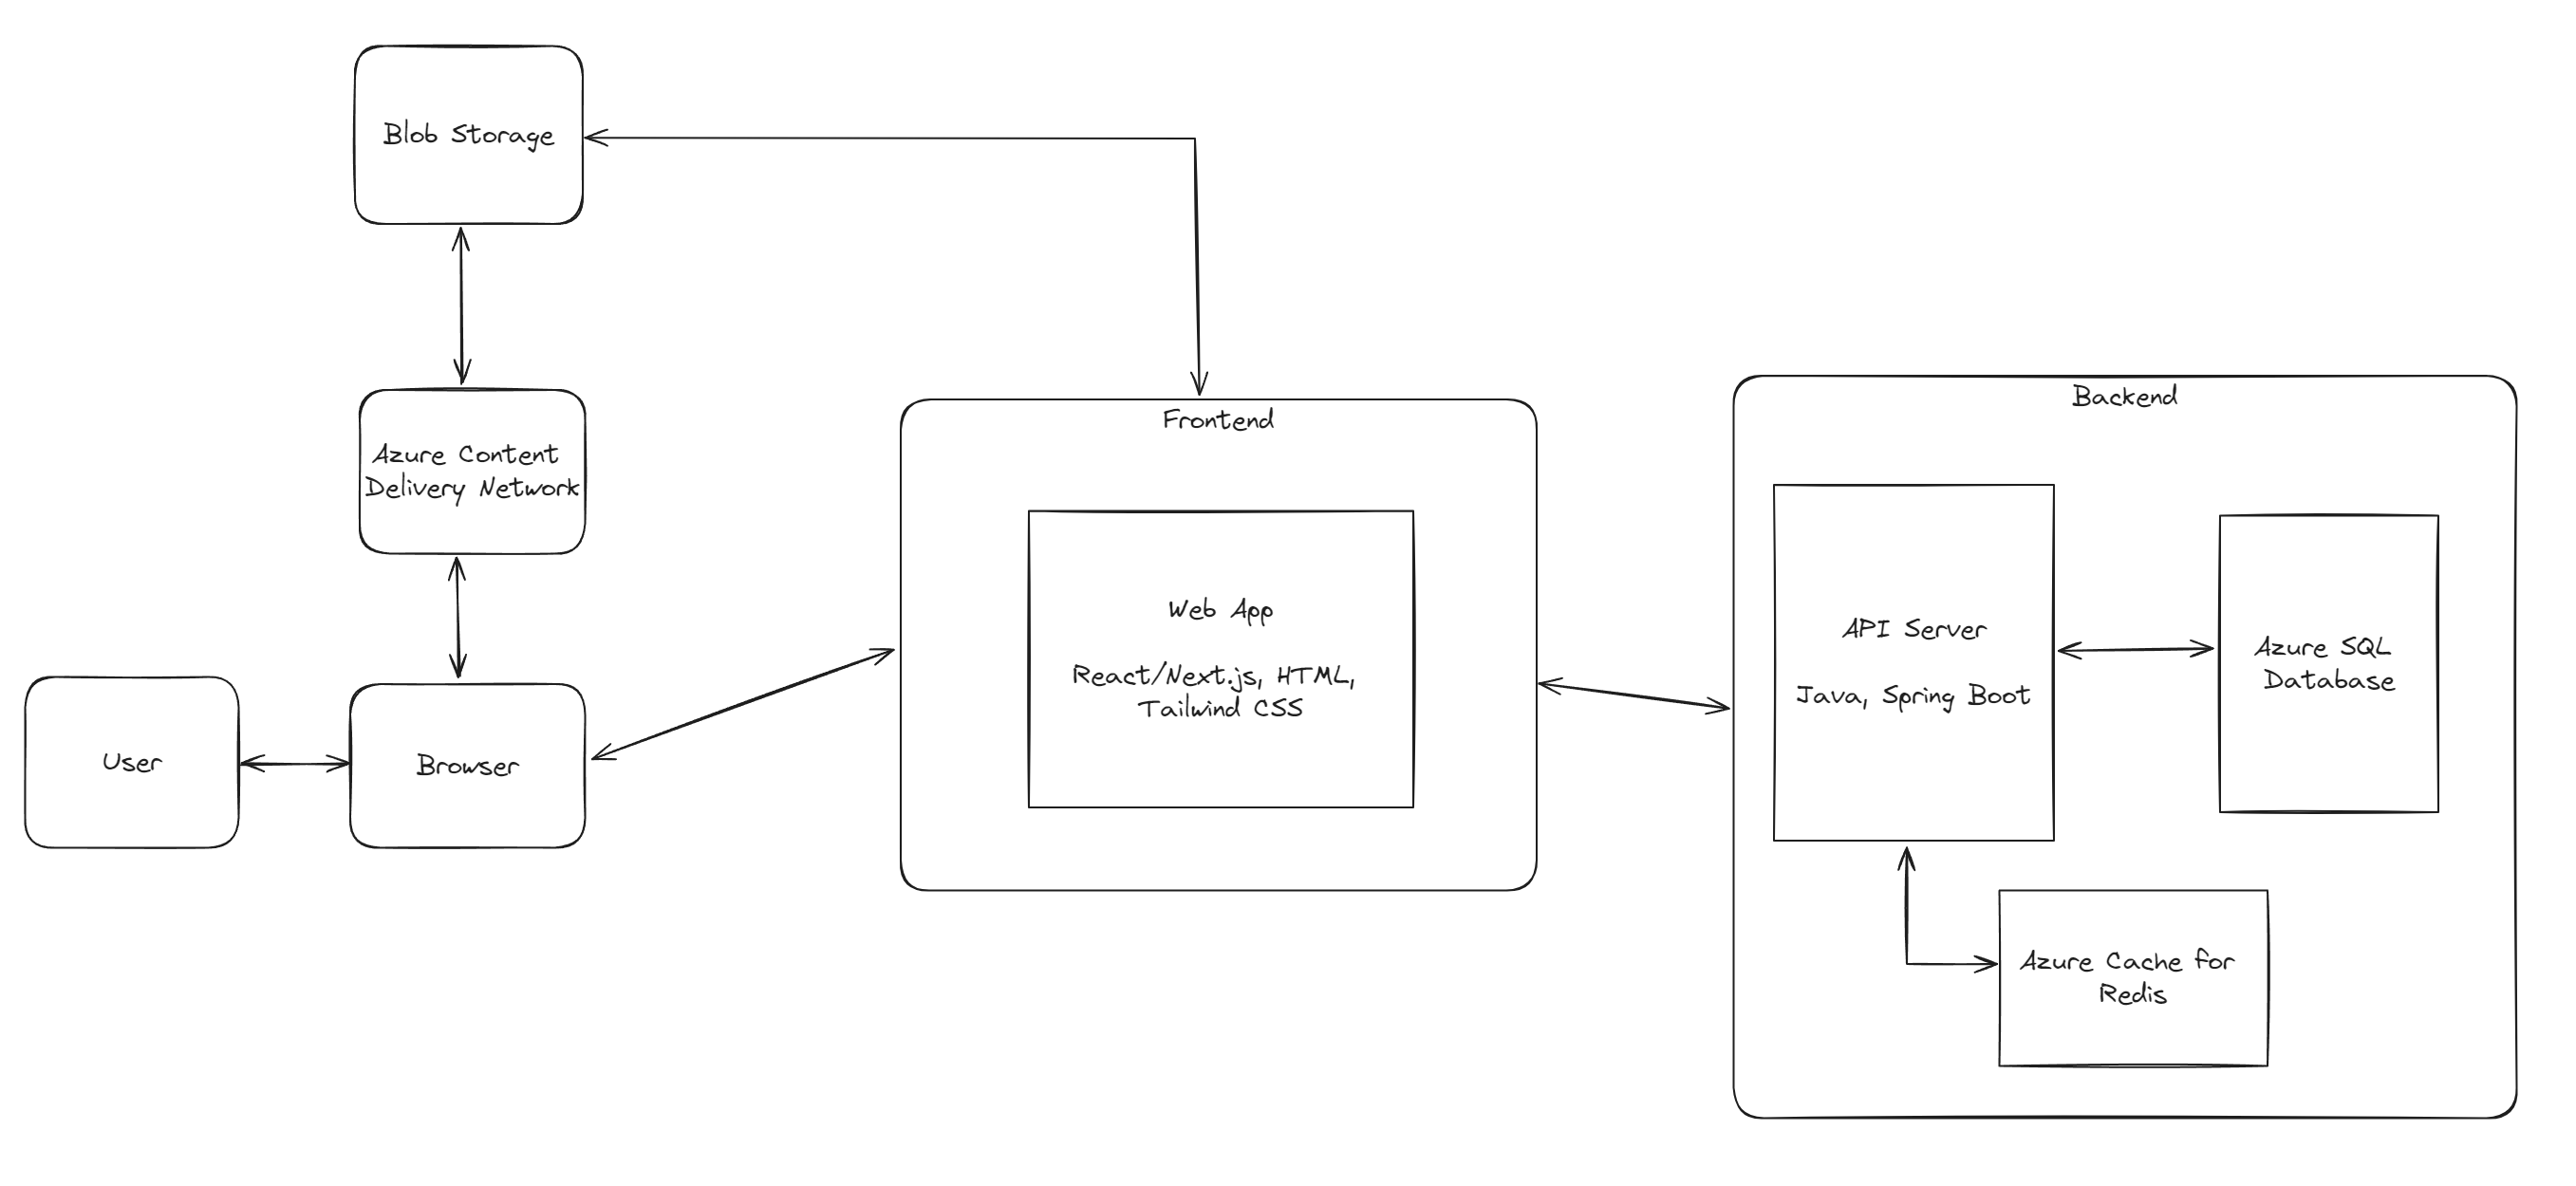 Blob Storage
Azure Content
Delivery Network
User
Browser
Frontend
Web App
React/Next.js, HTML,
Tailwind CSS
Backend
API Server
Java, Spring Boot
Azure SQL
Database
Azure Cache for
Redis